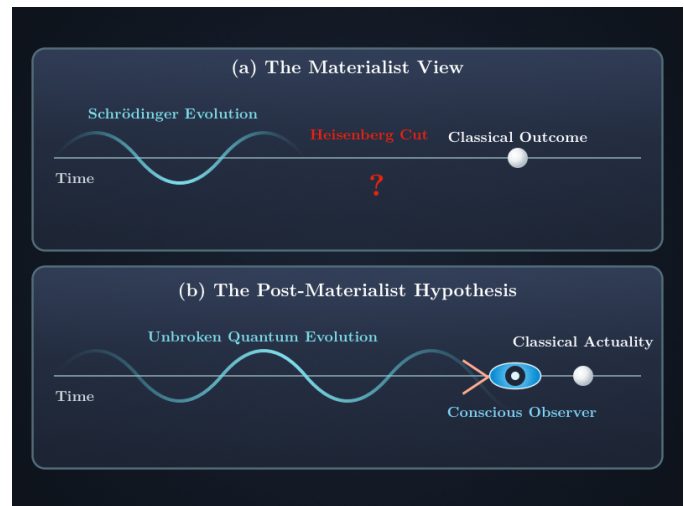 (a) The Materialist View
Schrödinger Evolution
Heisenberg Cut
Classical Outcome
Time
?
(b) The Post-Materialist Hypothesis
Unbroken Quantum Evolution
Classical Actuality
Time
Conscious Observer